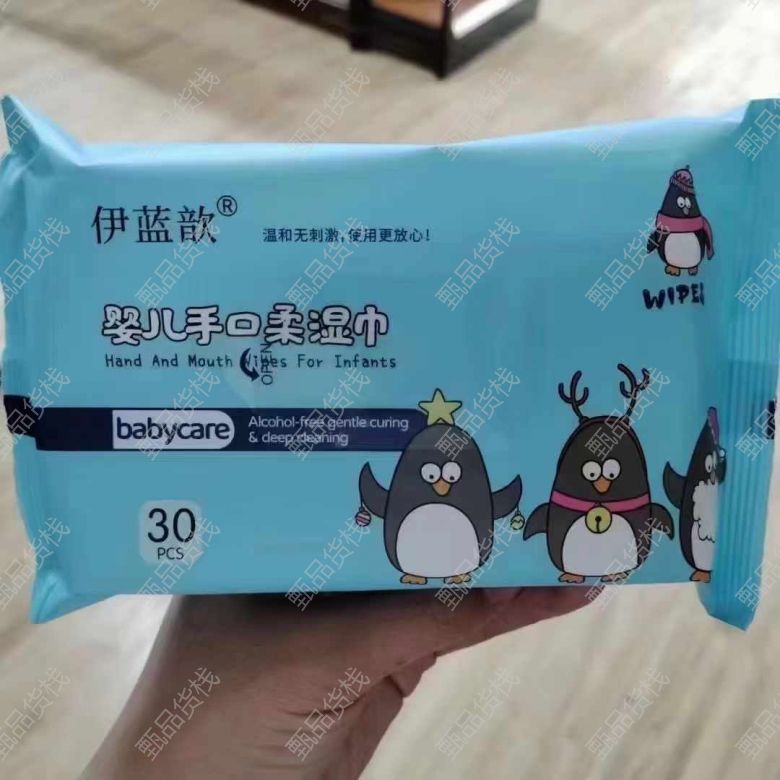 伊蓝歆®
温和无刺激,使用更放心!
WIPES
婴儿手口柔湿巾
Hand And Mouth Wipes For Infants
OPEN
babycare
Alcohol-free gentle curing
& deep cleaning
30
PCS
甄品货栈